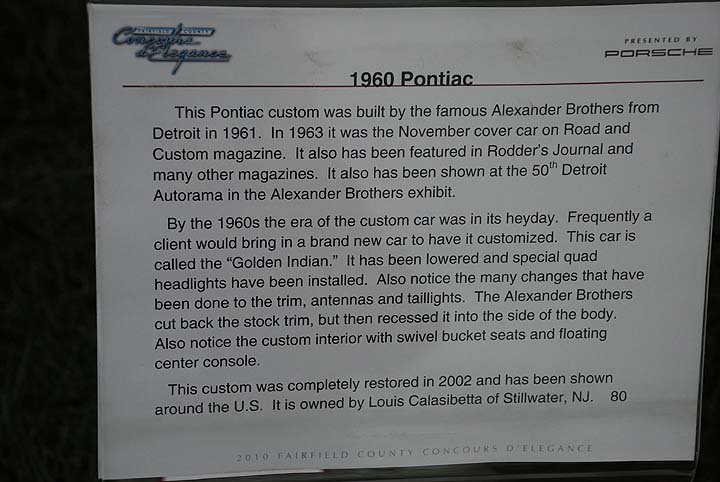 FAIRFIELD COUNTY
Concours
d'Elegance
PRESENTED BY
PORSCHE
1960 Pontiac
This Pontiac custom was built by the famous Alexander Brothers from
Detroit in 1961. In 1963 it was the November cover car on Road and
Custom magazine. It also has been featured in Rodder's Journal and
many other magazines. It also has been shown at the 50th Detroit
Autorama in the Alexander Brothers exhibit.
By the 1960s the era of the custom car was in its heyday. Frequently a
client would bring in a brand new car to have it customized. This car is
called the “Golden Indian.” It has been lowered and special quad
headlights have been installed. Also notice the many changes that have
been done to the trim, antennas and taillights. The Alexander Brothers
cut back the stock trim, but then recessed it into the side of the body.
Also notice the custom interior with swivel bucket seats and floating
center console.
This custom was completely restored in 2002 and has been shown
around the U.S. It is owned by Louis Calasibetta of Stillwater, NJ. 80
2010 FAIRFIELD COUNTY CONCOURS D'ELEGANCE